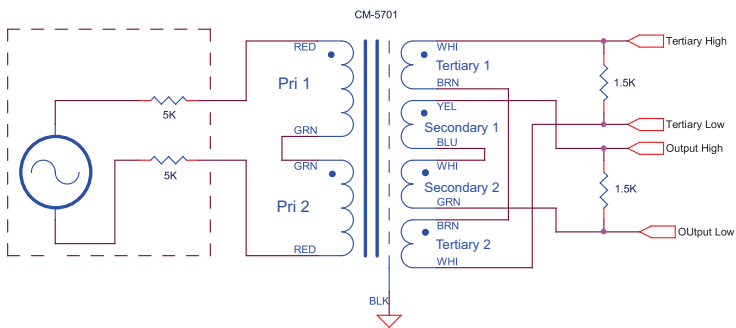 CM-5701
RED
WHI
Tertiary High
Tertiary 1
Pri 1
BRN
1.5K
YEL
5K
Secondary 1
Tertiary Low
GRN
BLU
Output High
GRN
WHI
5K
Secondary 2
1.5K
Pri 2
GRN
BRN
OUtput Low
Tertiary 2
RED
WHI
BLK